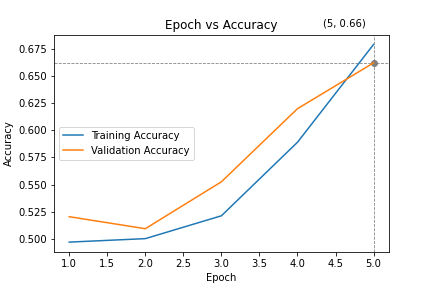 Epoch vs Accuracy
(5, 0.66)
Accuracy
0.675
0.650
0.625
0.600
0.575
0.550
0.525
0.500
Training Accuracy
Validation Accuracy
1.0 1.5 2.0 2.5 3.0 3.5 4.0 4.5 5.0
Epoch